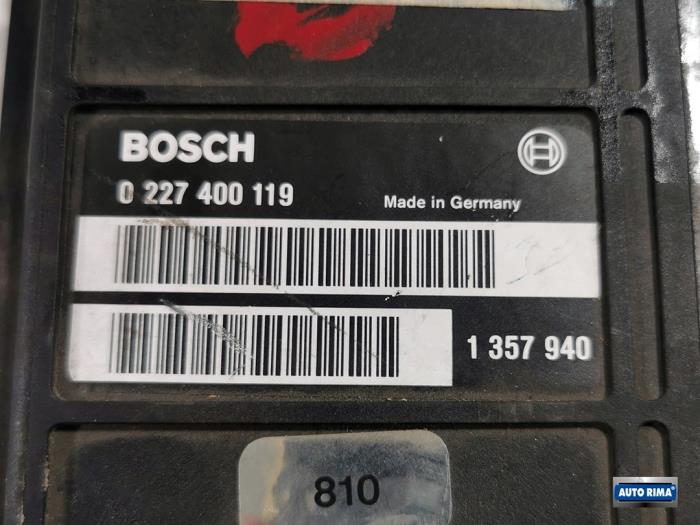 BOSCH
0 227 400 119
Made in Germany
1 357 940
810
AUTO RIMA